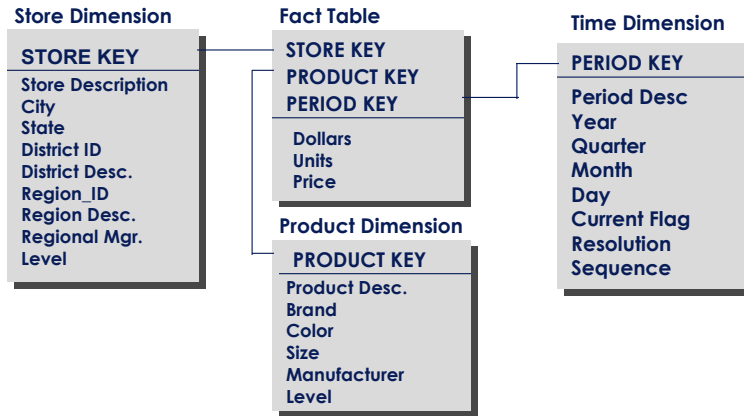 Store Dimension
STORE KEY
Store Description
City
State
District ID
District Desc.
Region_ID
Region Desc.
Regional Mgr.
Level
Fact Table
STORE KEY
PRODUCT KEY
PERIOD KEY
Dollars
Units
Price
Product Dimension
PRODUCT KEY
Product Desc.
Brand
Color
Size
Manufacturer
Level
Time Dimension
PERIOD KEY
Period Desc
Year
Quarter
Month
Day
Current Flag
Resolution
Sequence